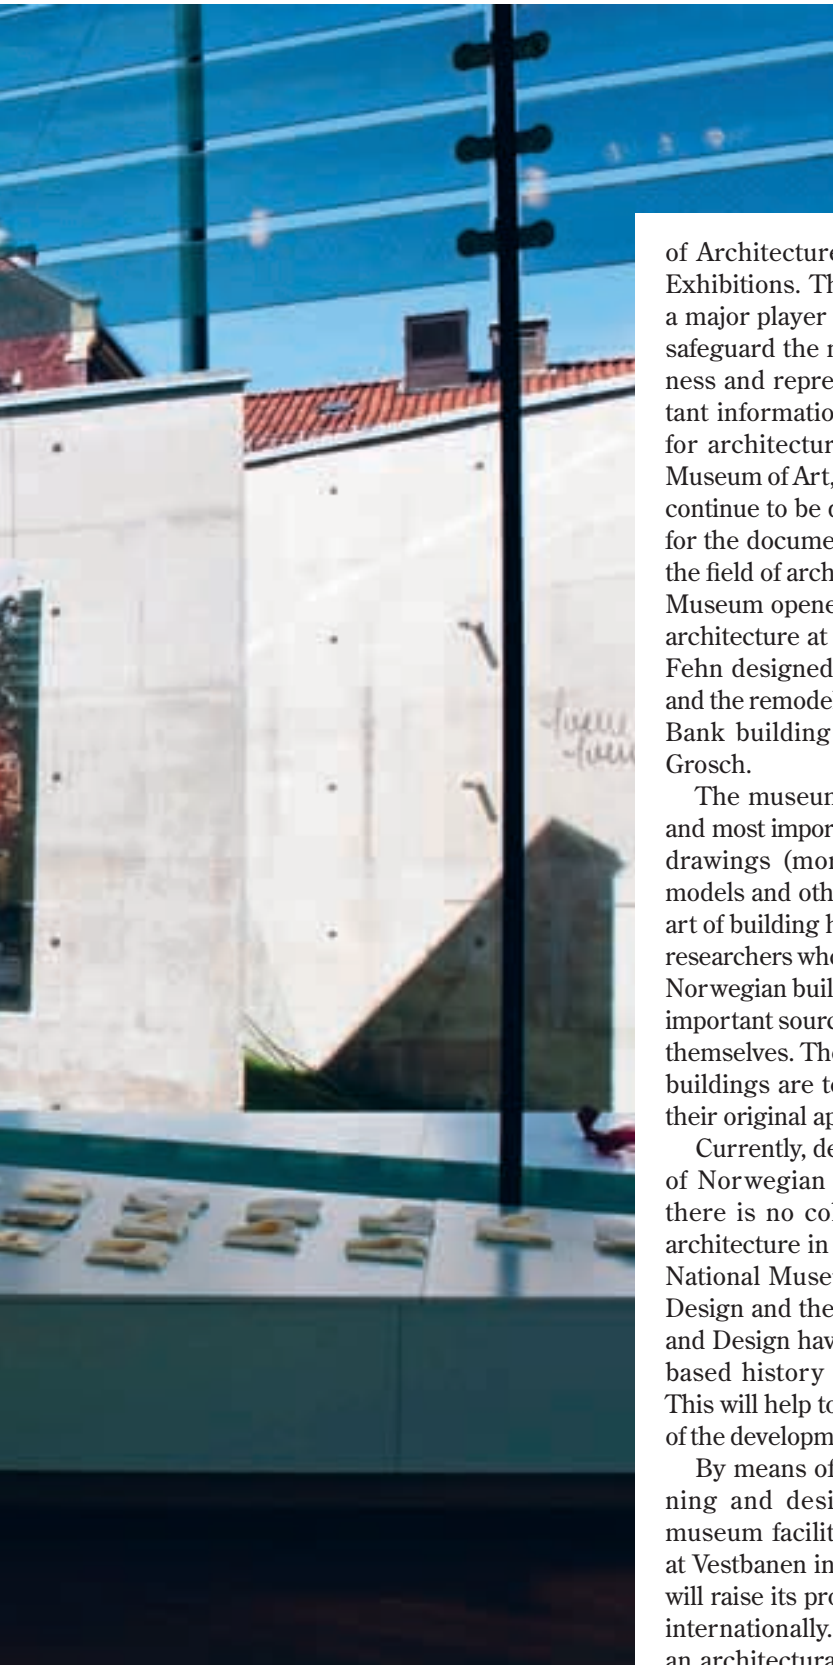 of Architecture
Exhibitions. Th
a major player
safeguard the n
ness and repre
tant informatio
for architectur
Museum of Art,
continue to be d
for the docume
the field of arch
Museum opene
architecture at
Fehn designed
and the remode
Bank building
Grosch.
The museum
and most impor
drawings (mor
models and oth
art of building h
researchers who
Norwegian buil
important sourc
themselves. The
buildings are to
their original ap
Currently, de
of Norwegian
there is no col
architecture in
National Muse
Design and the
and Design hav
based history
This will help to
of the developm
By means of
ning and desi
museum facilit
at Vestbanen in
will raise its pro
internationally.
an architectura